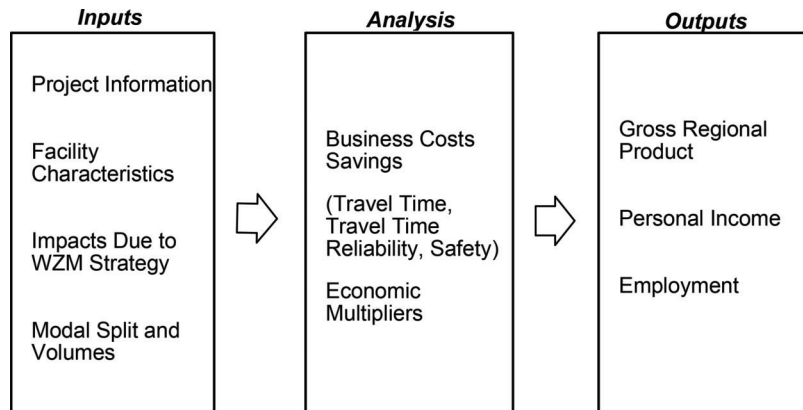 Inputs
Project Information
Facility
Characteristics
Impacts Due to
WZM Strategy
Modal Split and
Volumes
Analysis
Business Costs
Savings
(Travel Time,
Travel Time
Reliability, Safety)
Economic
Multipliers
Outputs
Gross Regional
Product
Personal Income
Employment